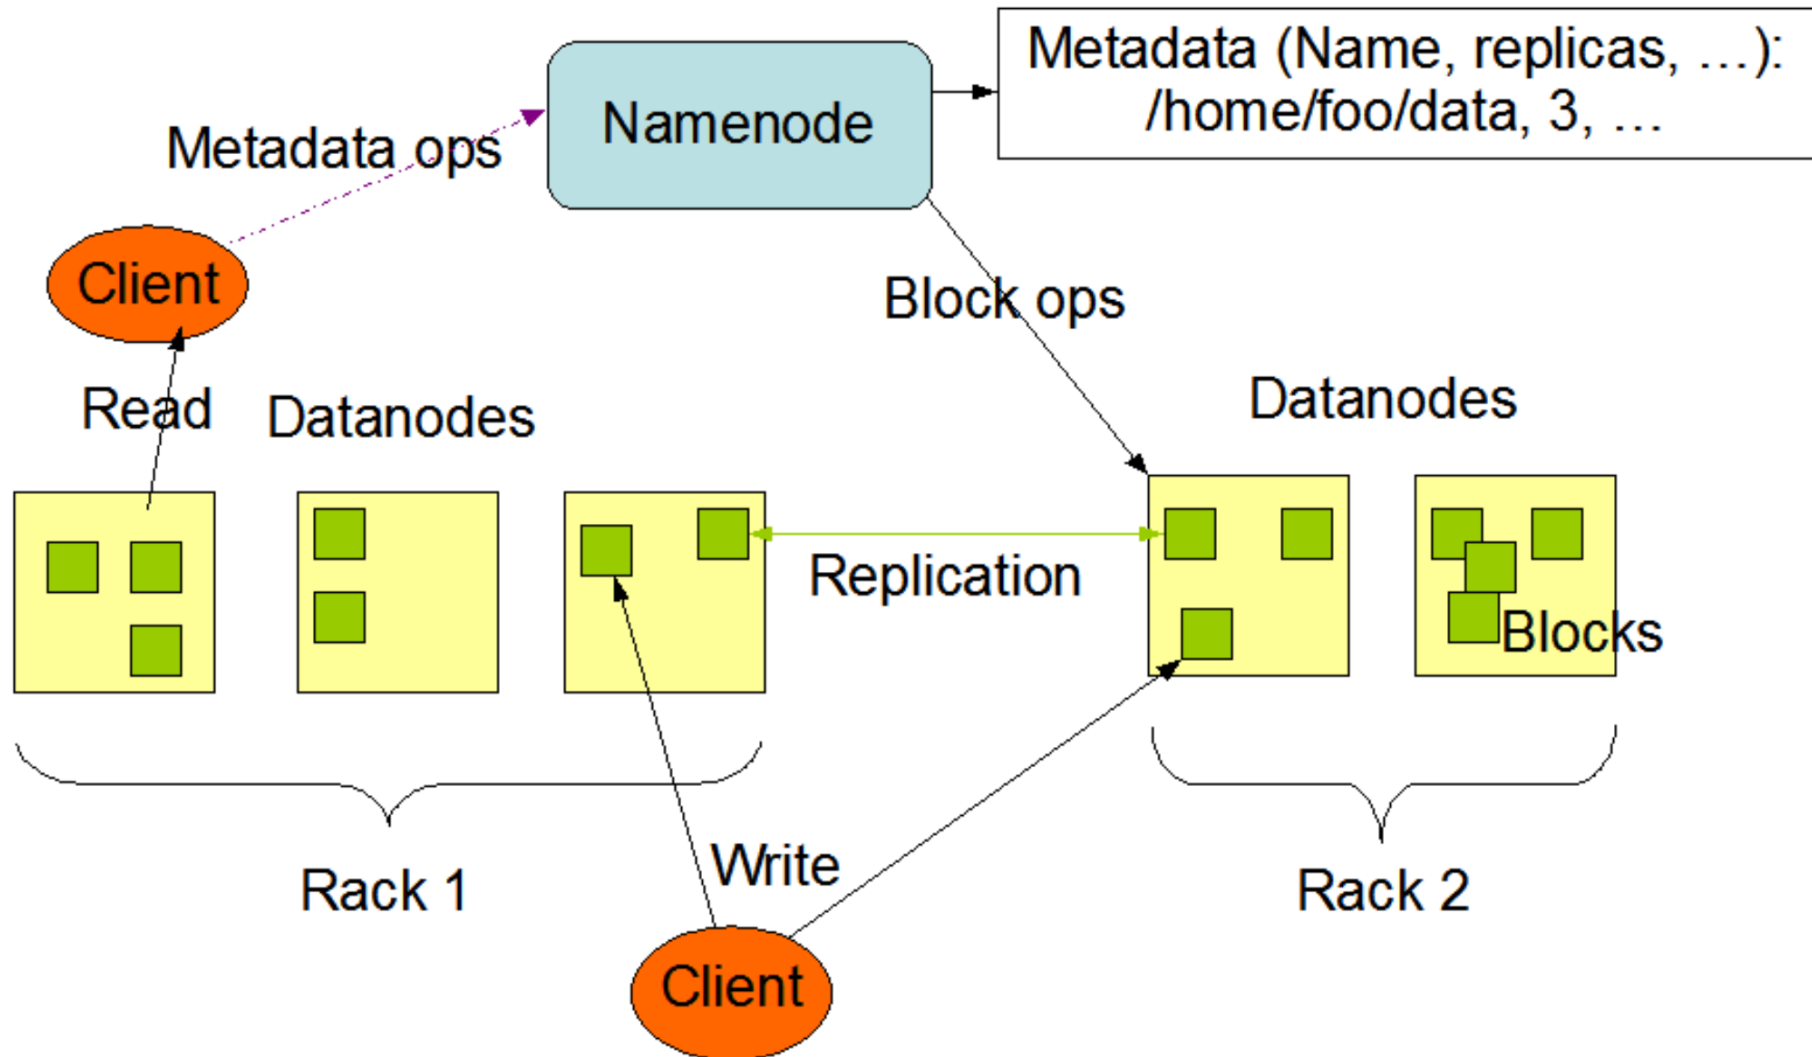 Metadata (Name, replicas, …):
/home/foo/data, 3, …
Namenode
Metadata ops
Client
Block ops
Read
Datanodes
Datanodes
Replication
Blocks
Rack 1
Write
Rack 2
Client